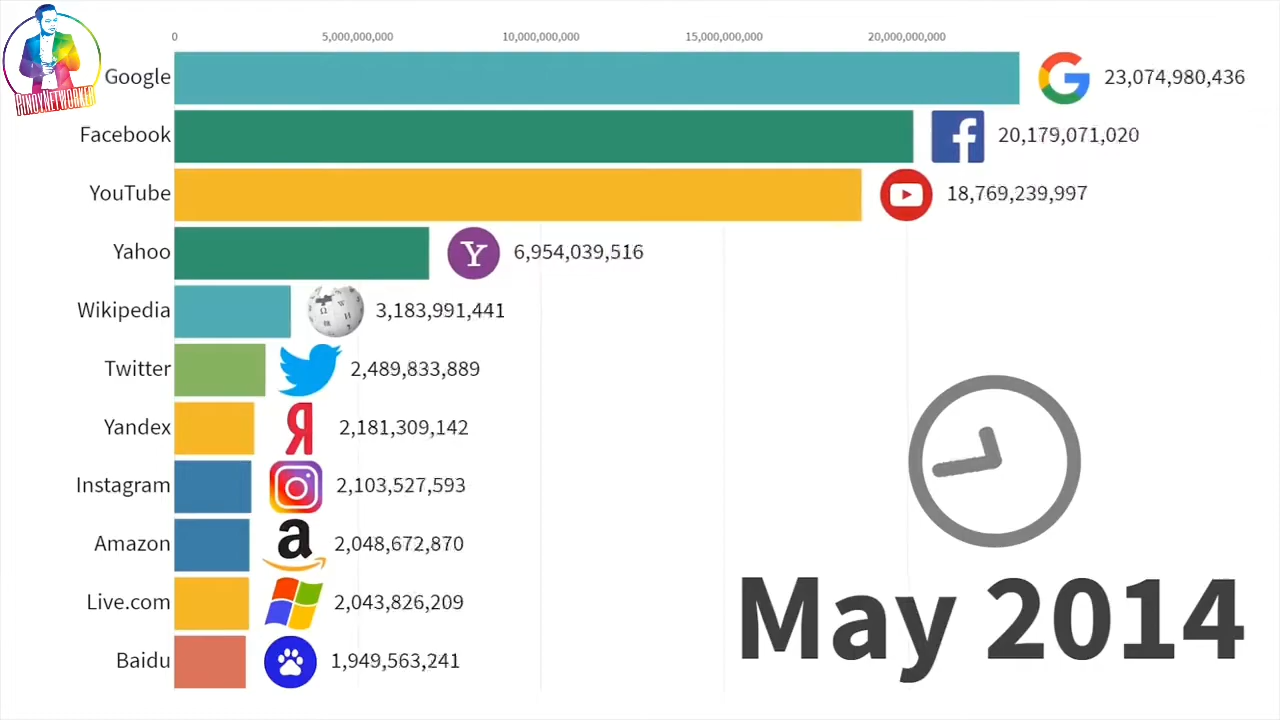 PINOYNETWORKER
0 5,000,000,000 10,000,000,000 15,000,000,000 20,000,000,000
Google 23,074,980,436
Facebook 20,179,071,020
YouTube 18,769,239,997
Yahoo Y 6,954,039,516
Wikipedia 3,183,991,441
Twitter 2,489,833,889
Yandex Я 2,181,309,142
Instagram 2,103,527,593
Amazon a 2,048,672,870
Live.com 2,043,826,209
Baidu 1,949,563,241
May 2014